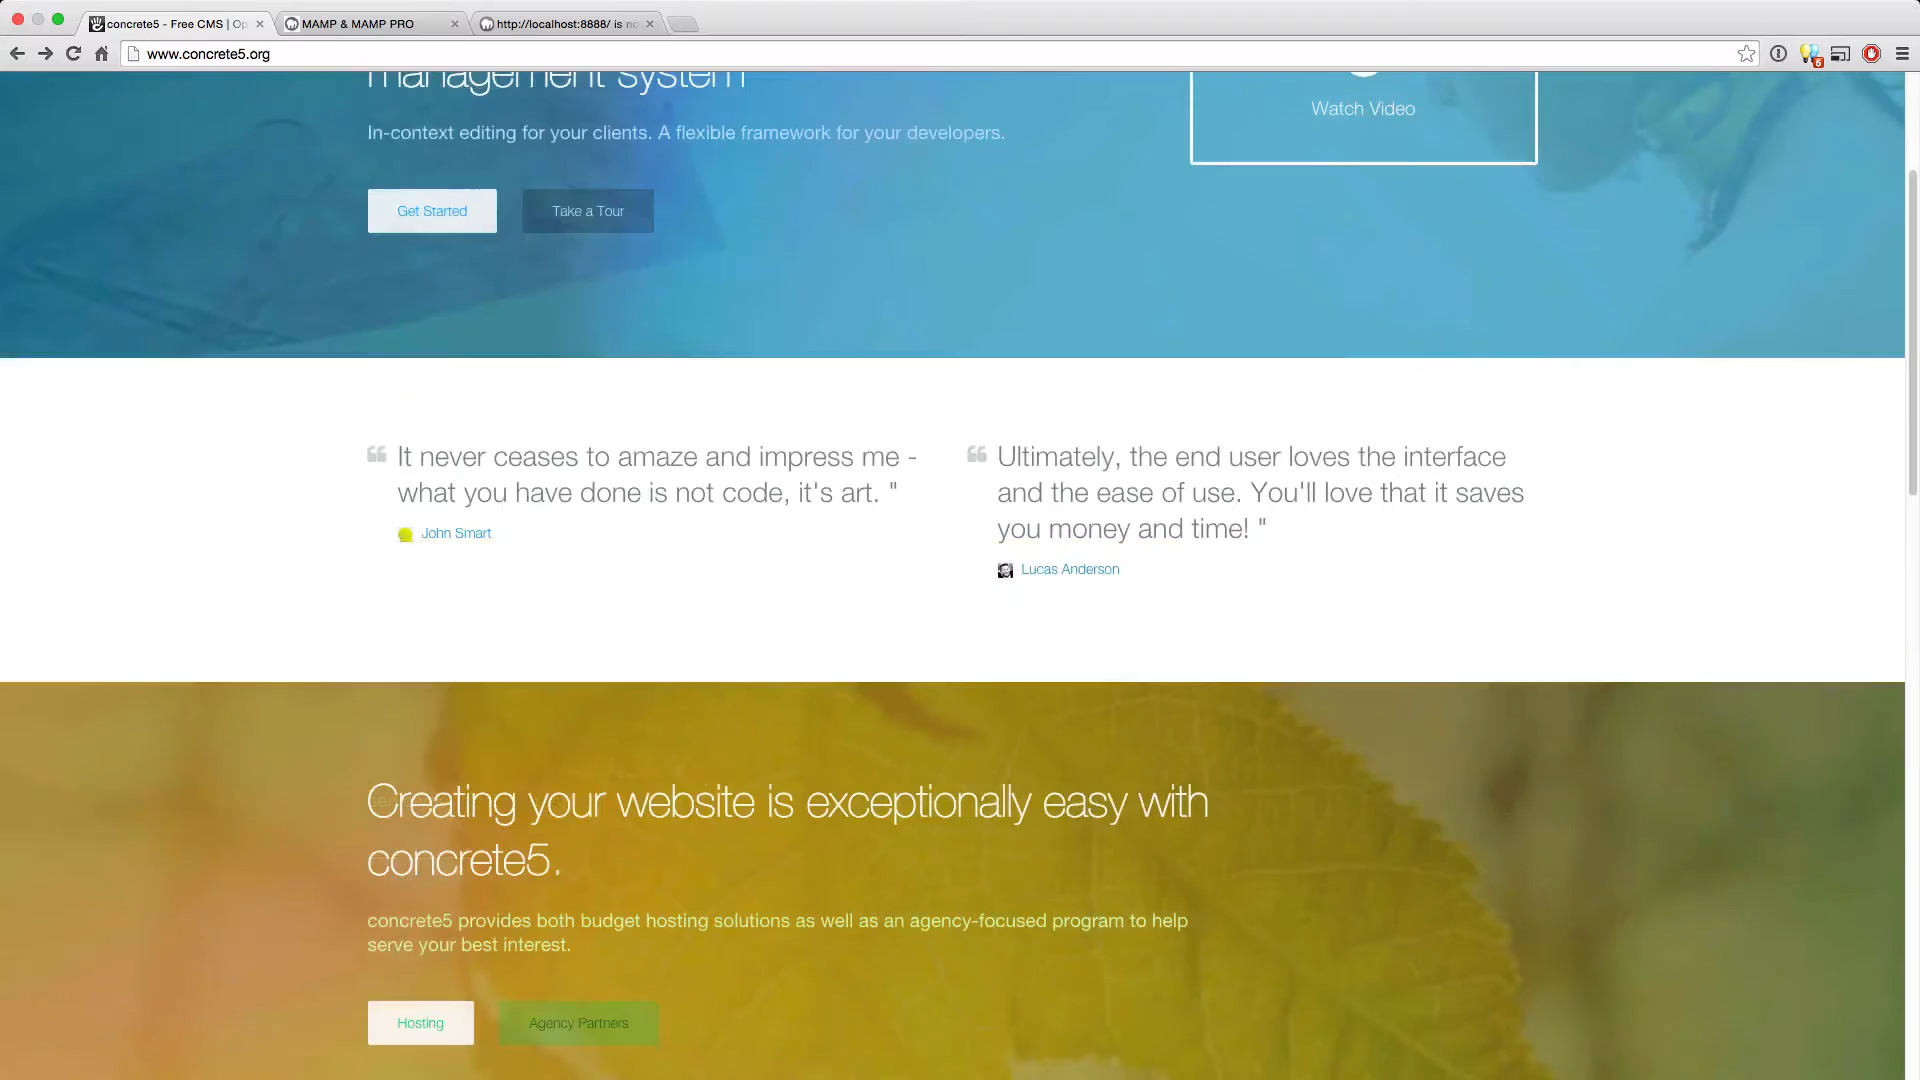 concrete5 - Free CMS | Op
MAMP & MAMP PRO
http://localhost:8888/ is no
www.concrete5.org
6
management system
Watch Video
In-context editing for your clients. A flexible framework for your developers.
Get Started
Take a Tour
It never ceases to amaze and impress me -
what you have done is not code, it's art. "
John Smart
Ultimately, the end user loves the interface
and the ease of use. You'll love that it saves
you money and time! "
Lucas Anderson
Creating your website is exceptionally easy with
concrete5.
concrete5 provides both budget hosting solutions as well as an agency-focused program to help
serve your best interest.
Hosting
Agency Partners